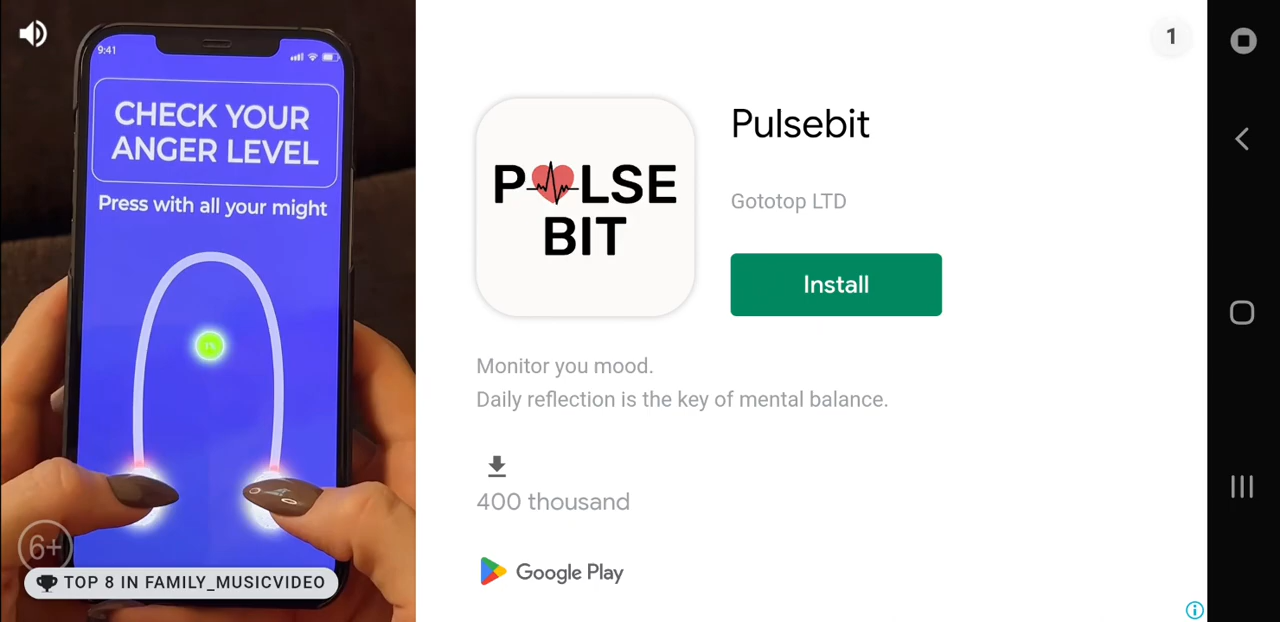 9:41
CHECK YOUR
ANGER LEVEL
Press with all your might
6+
TOP 8 IN FAMILY_MUSICVIDEO
1
P LSE
BIT
Pulsebit
Gototop LTD
Install
Monitor you mood.
Daily reflection is the key of mental balance.
400 thousand
Google Play